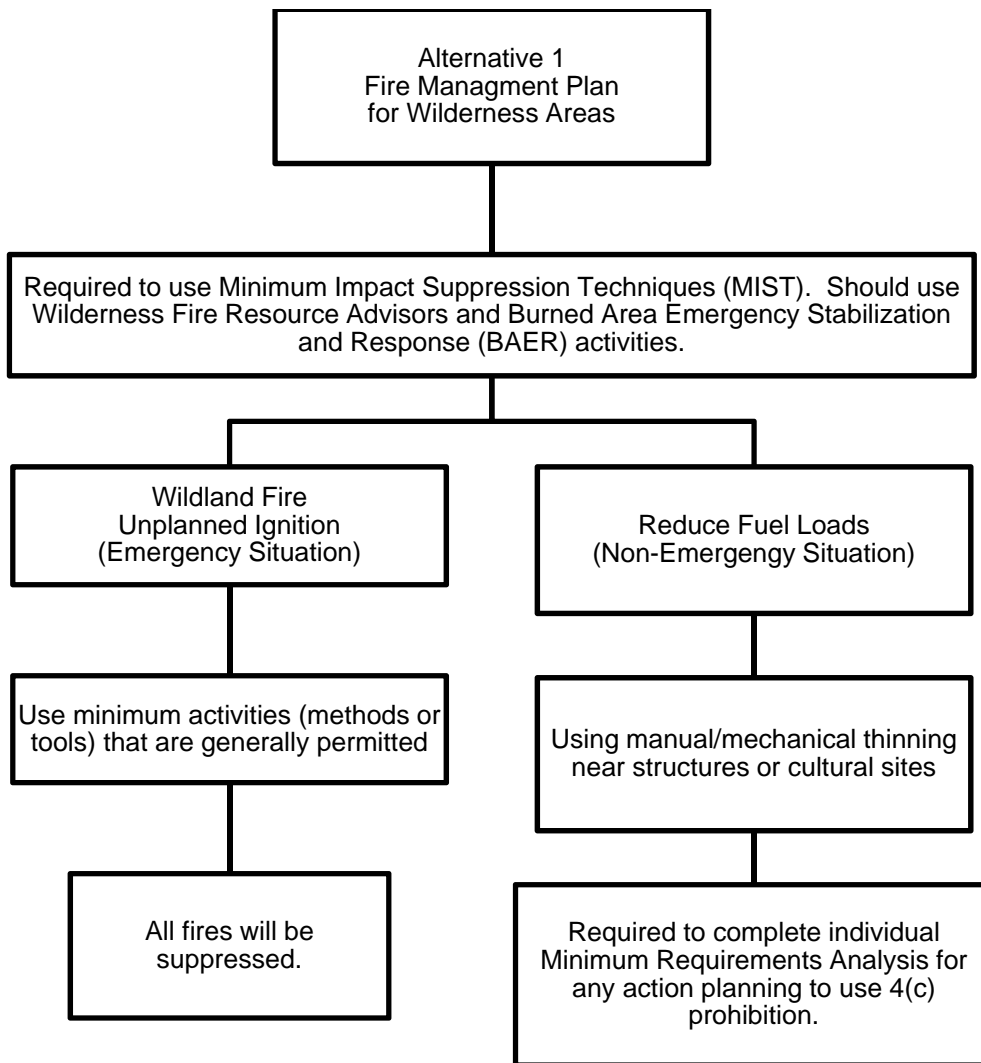 Alternative 1
Fire Managment Plan
for Wilderness Areas
Required to use Minimum Impact Suppression Techniques (MIST).  Should use
Wilderness Fire Resource Advisors and Burned Area Emergency Stabilization
and Response (BAER) activities.
Wildland Fire
Unplanned Ignition
(Emergency Situation)
Use minimum activities (methods or
tools) that are generally permitted
All fires will be
suppressed.
Reduce Fuel Loads
(Non-Emergengy Situation)
Using manual/mechanical thinning
near structures or cultural sites
Required to complete individual
Minimum Requirements Analysis for
any action planning to use 4(c)
prohibition.